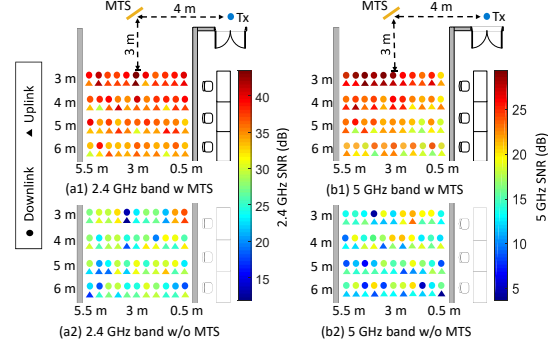 MTS
4 m
Tx
3 m
3 m
4 m
5 m
6 m
5.5 m
3 m
0.5 m
40
35
30
25
20
15
2.4 GHz SNR (dB)
(a1) 2.4 GHz band w MTS
MTS
4 m
Tx
3 m
3 m
4 m
5 m
6 m
5.5 m
3 m
0.5 m
25
20
15
10
5
5 GHz SNR (dB)
(b1) 5 GHz band w MTS
Uplink
Downlink
3 m
4 m
5 m
6 m
5.5 m
3 m
0.5 m
(a2) 2.4 GHz band w/o MTS
3 m
4 m
5 m
6 m
5.5 m
3 m
0.5 m
(b2) 5 GHz band w/o MTS